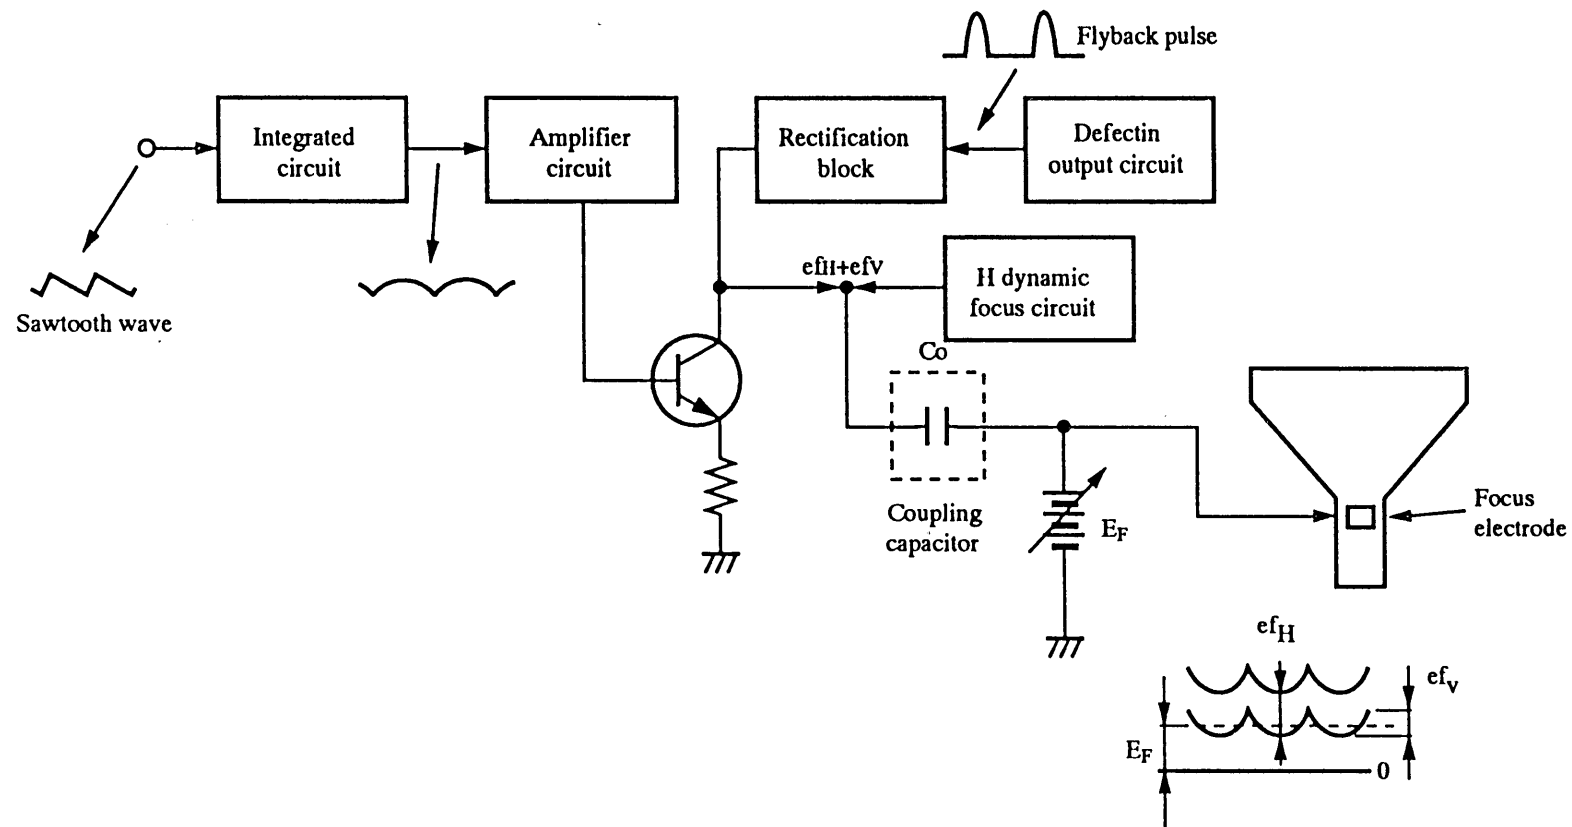 Flyback pulse
Integrated
circuit
Amplifier
circuit
Rectification
block
Defectin
output circuit
Sawtooth wave
efH+efv
H dynamic
focus circuit
Co
Coupling
capacitor
EF
Focus
electrode
efH
efv
EF
0